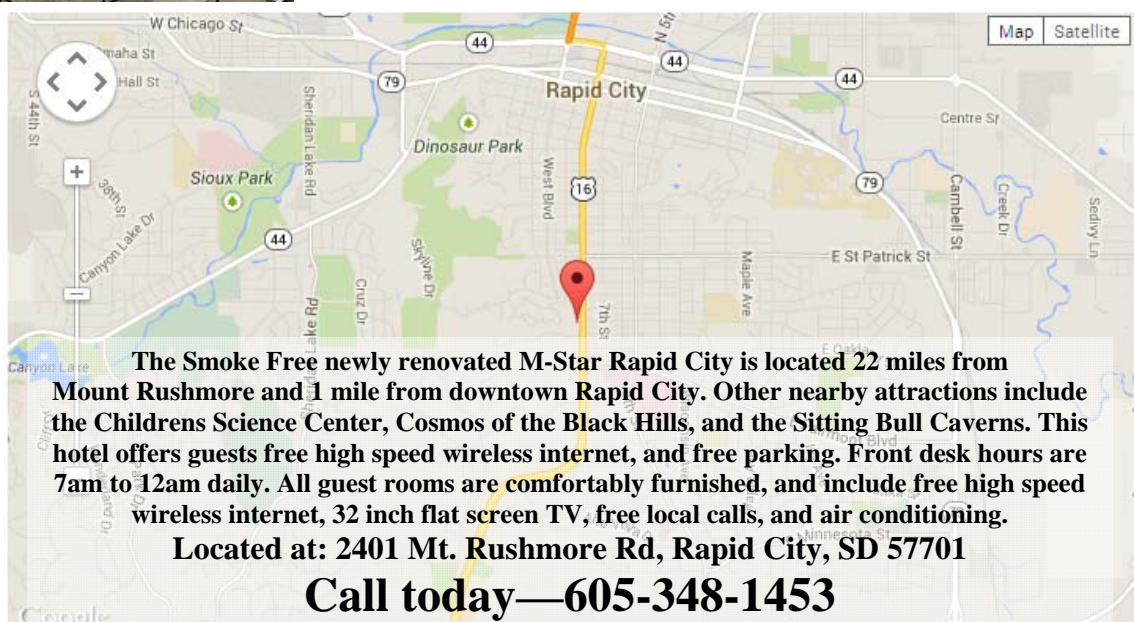 W Chicago St
44
N 5th
Map
Satellite
44
Hall St
79
44
Rapid City
S 44th St
Sheridan Lake Rd
Centre St
Dinosaur Park
West Blvd
Sioux Park
38th St
16
79
Cambell St
Creek Dr
Sedivy Ln
Canyon Lake Dr
44
Skyline Dr
Maple Ave
E St Patrick St
Cruz Dr
7th St
The Smoke Free newly renovated M-Star Rapid City is located 22 miles from
Mount Rushmore and 1 mile from downtown Rapid City. Other nearby attractions include
the Childrens Science Center, Cosmos of the Black Hills, and the Sitting Bull Caverns. This
hotel offers guests free high speed wireless internet, and free parking. Front desk hours are
7am to 12am daily. All guest rooms are comfortably furnished, and include free high speed
wireless internet, 32 inch flat screen TV, free local calls, and air conditioning.
Located at: 2401 Mt. Rushmore Rd, Rapid City, SD 57701
Call today—605-348-1453
Google